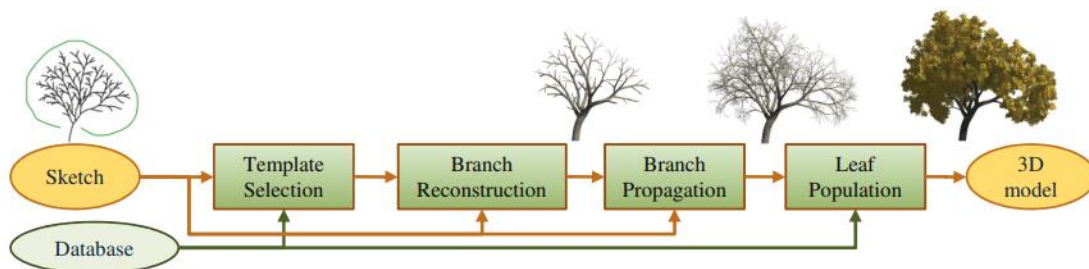 Sketch
Template
Selection
Branch
Reconstruction
Branch
Propagation
Leaf
Population
3D
model
Database